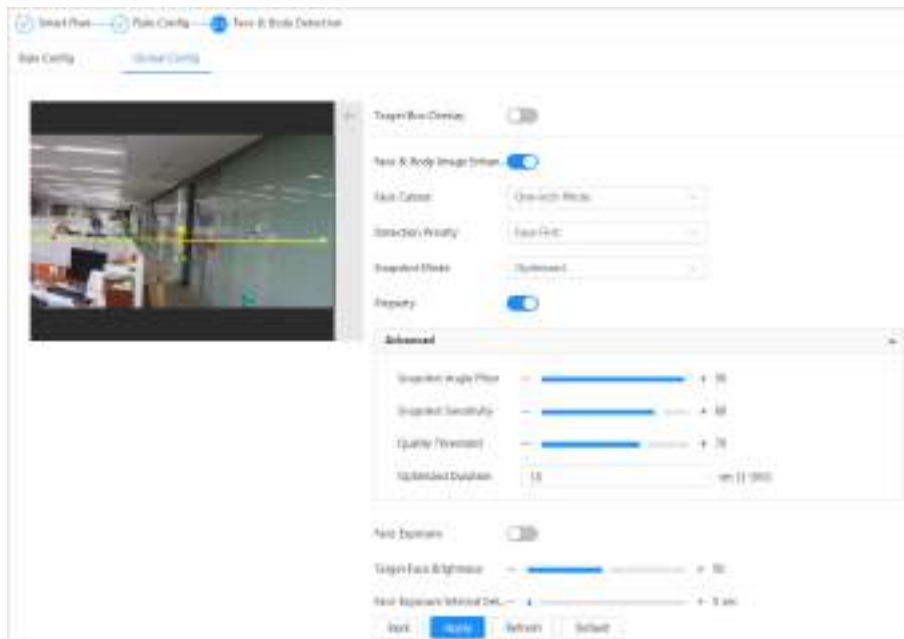 Smart Plan Rule Config Face & Body Detection
Rule Config Global Config
Target Box Overlay
Face & Body Image Enhan...
Face Cutout One-inch Photo
Detection Priority Face First
Snapshot Mode Optimized
Property
Advanced
Snapshot Angle Filter - +
Snapshot Sensitivity - +
Quality Threshold - +
Optimized Duration
Face Exposure
Target Face Brightness - + 50
Face Exposure Interval Det... - +
Back Apply Refresh Default